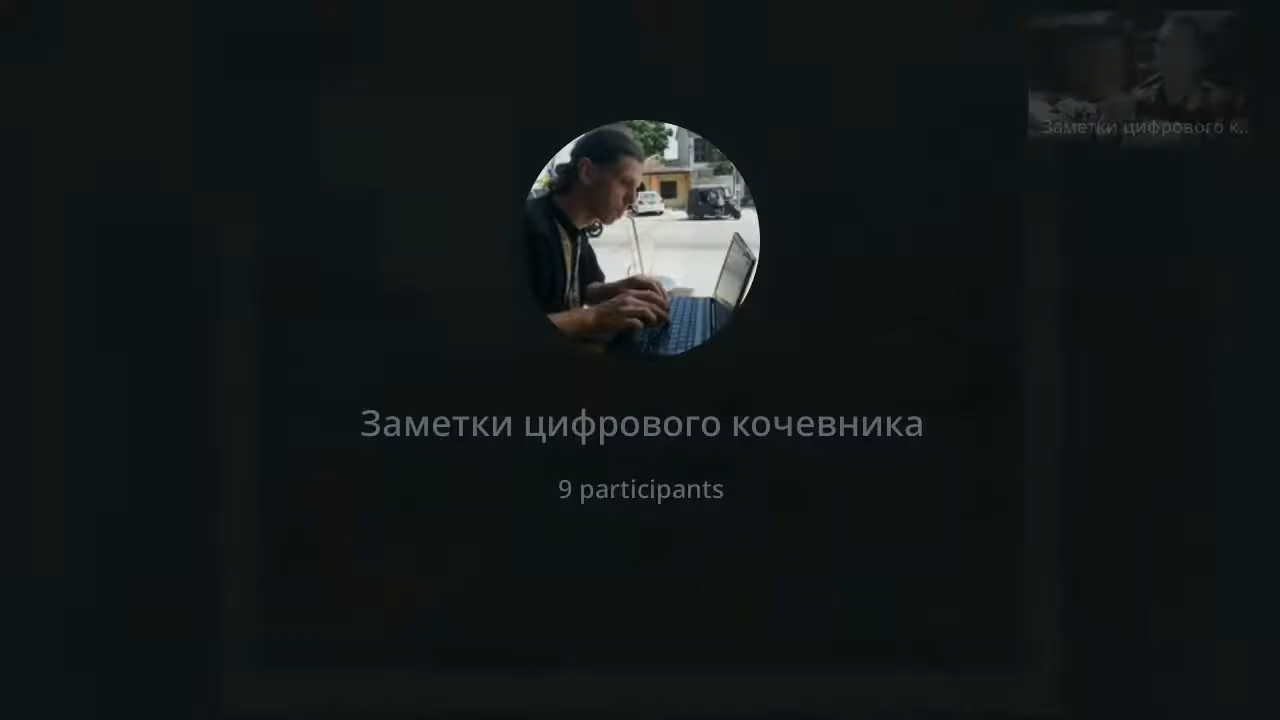 Заметки цифрового к..
Заметки цифрового кочевника
9 participants